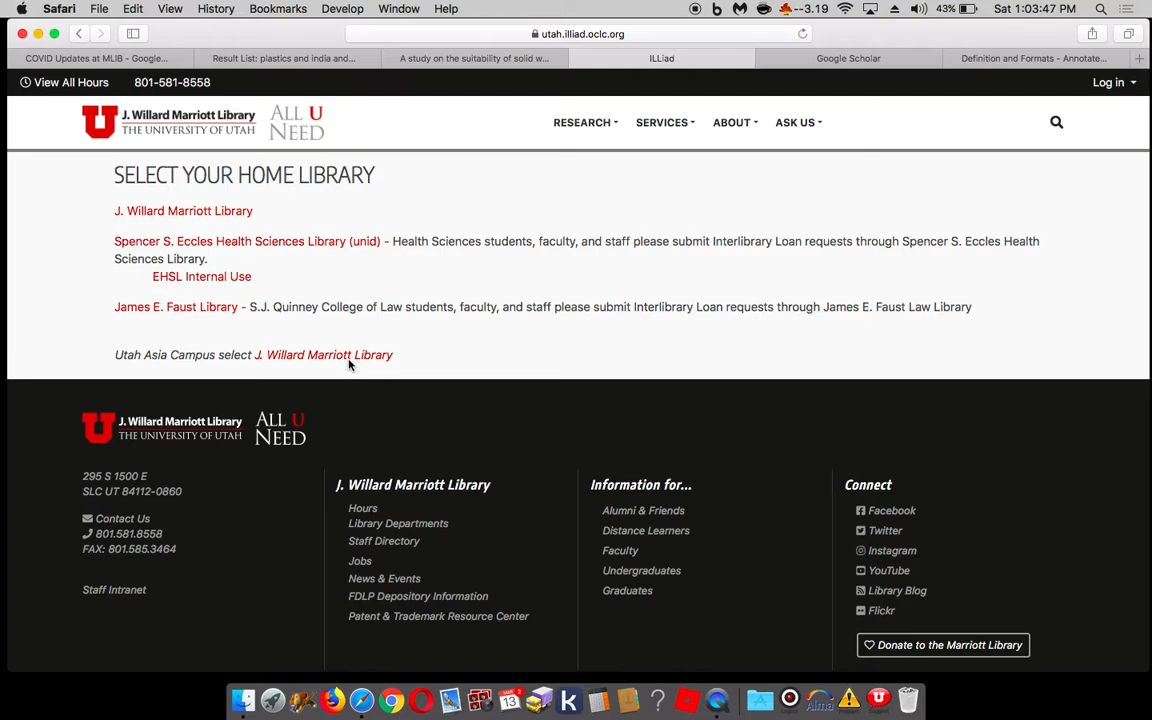 Safari File Edit View History Bookmarks Develop Window Help --3.19 43% Sat 1:03:47 PM
utah.illiad.oclc.org
COVID Updates at MLIB - Google... Result List: plastics and india and... A study on the suitability of solid w... ILLiad Google Scholar Definition and Formats - Annotate...
View All Hours 801-581-8558 Log in
J. Willard Marriott Library
THE UNIVERSITY OF UTAH
ALL U
NEED
RESEARCH SERVICES ABOUT ASK US
SELECT YOUR HOME LIBRARY
J. Willard Marriott Library
Spencer S. Eccles Health Sciences Library (unid) - Health Sciences students, faculty, and staff please submit Interlibrary Loan requests through Spencer S. Eccles Health
Sciences Library.
EHSL Internal Use
James E. Faust Library - S.J. Quinney College of Law students, faculty, and staff please submit Interlibrary Loan requests through James E. Faust Law Library
Utah Asia Campus select J. Willard Marriott Library
J. Willard Marriott Library
THE UNIVERSITY OF UTAH
ALL U
NEED
295 S 1500 E
SLC UT 84112-0860
Contact Us
801.581.8558
FAX: 801.585.3464
Staff Intranet
J. Willard Marriott Library
Hours
Library Departments
Staff Directory
Jobs
News & Events
FDLP Depository Information
Patent & Trademark Resource Center
Information for...
Alumni & Friends
Distance Learners
Faculty
Undergraduates
Graduates
Connect
Facebook
Twitter
Instagram
YouTube
Library Blog
Flickr
Donate to the Marriott Library
MAR 13 2 K ? Alma